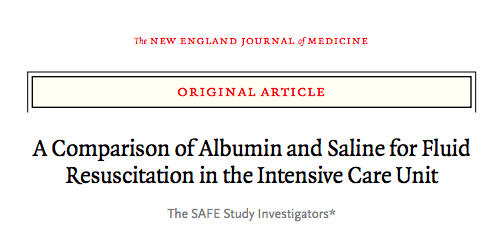 The NEW ENGLAND JOURNAL of MEDICINE
ORIGINAL ARTICLE
A Comparison of Albumin and Saline for Fluid
Resuscitation in the Intensive Care Unit
The SAFE Study Investigators*